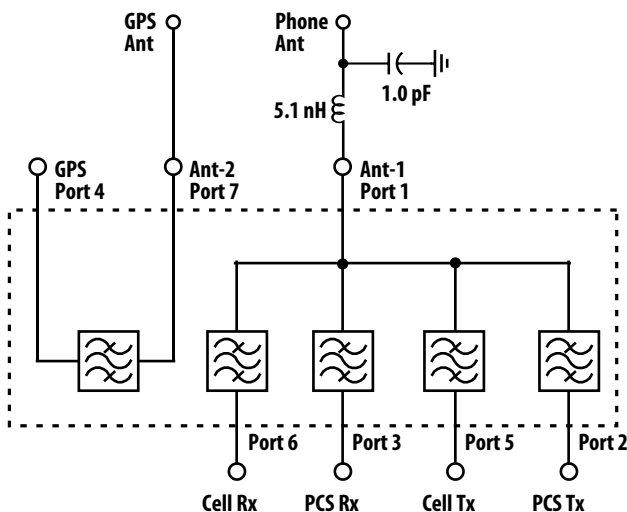 GPS
Ant
Phone
Ant
1.0 pF
5.1 nH
GPS
Port 4
Ant-2
Port 7
Ant-1
Port 1
Port 6
Port 3
Port 5
Port 2
Cell Rx
PCS Rx
Cell Tx
PCS Tx